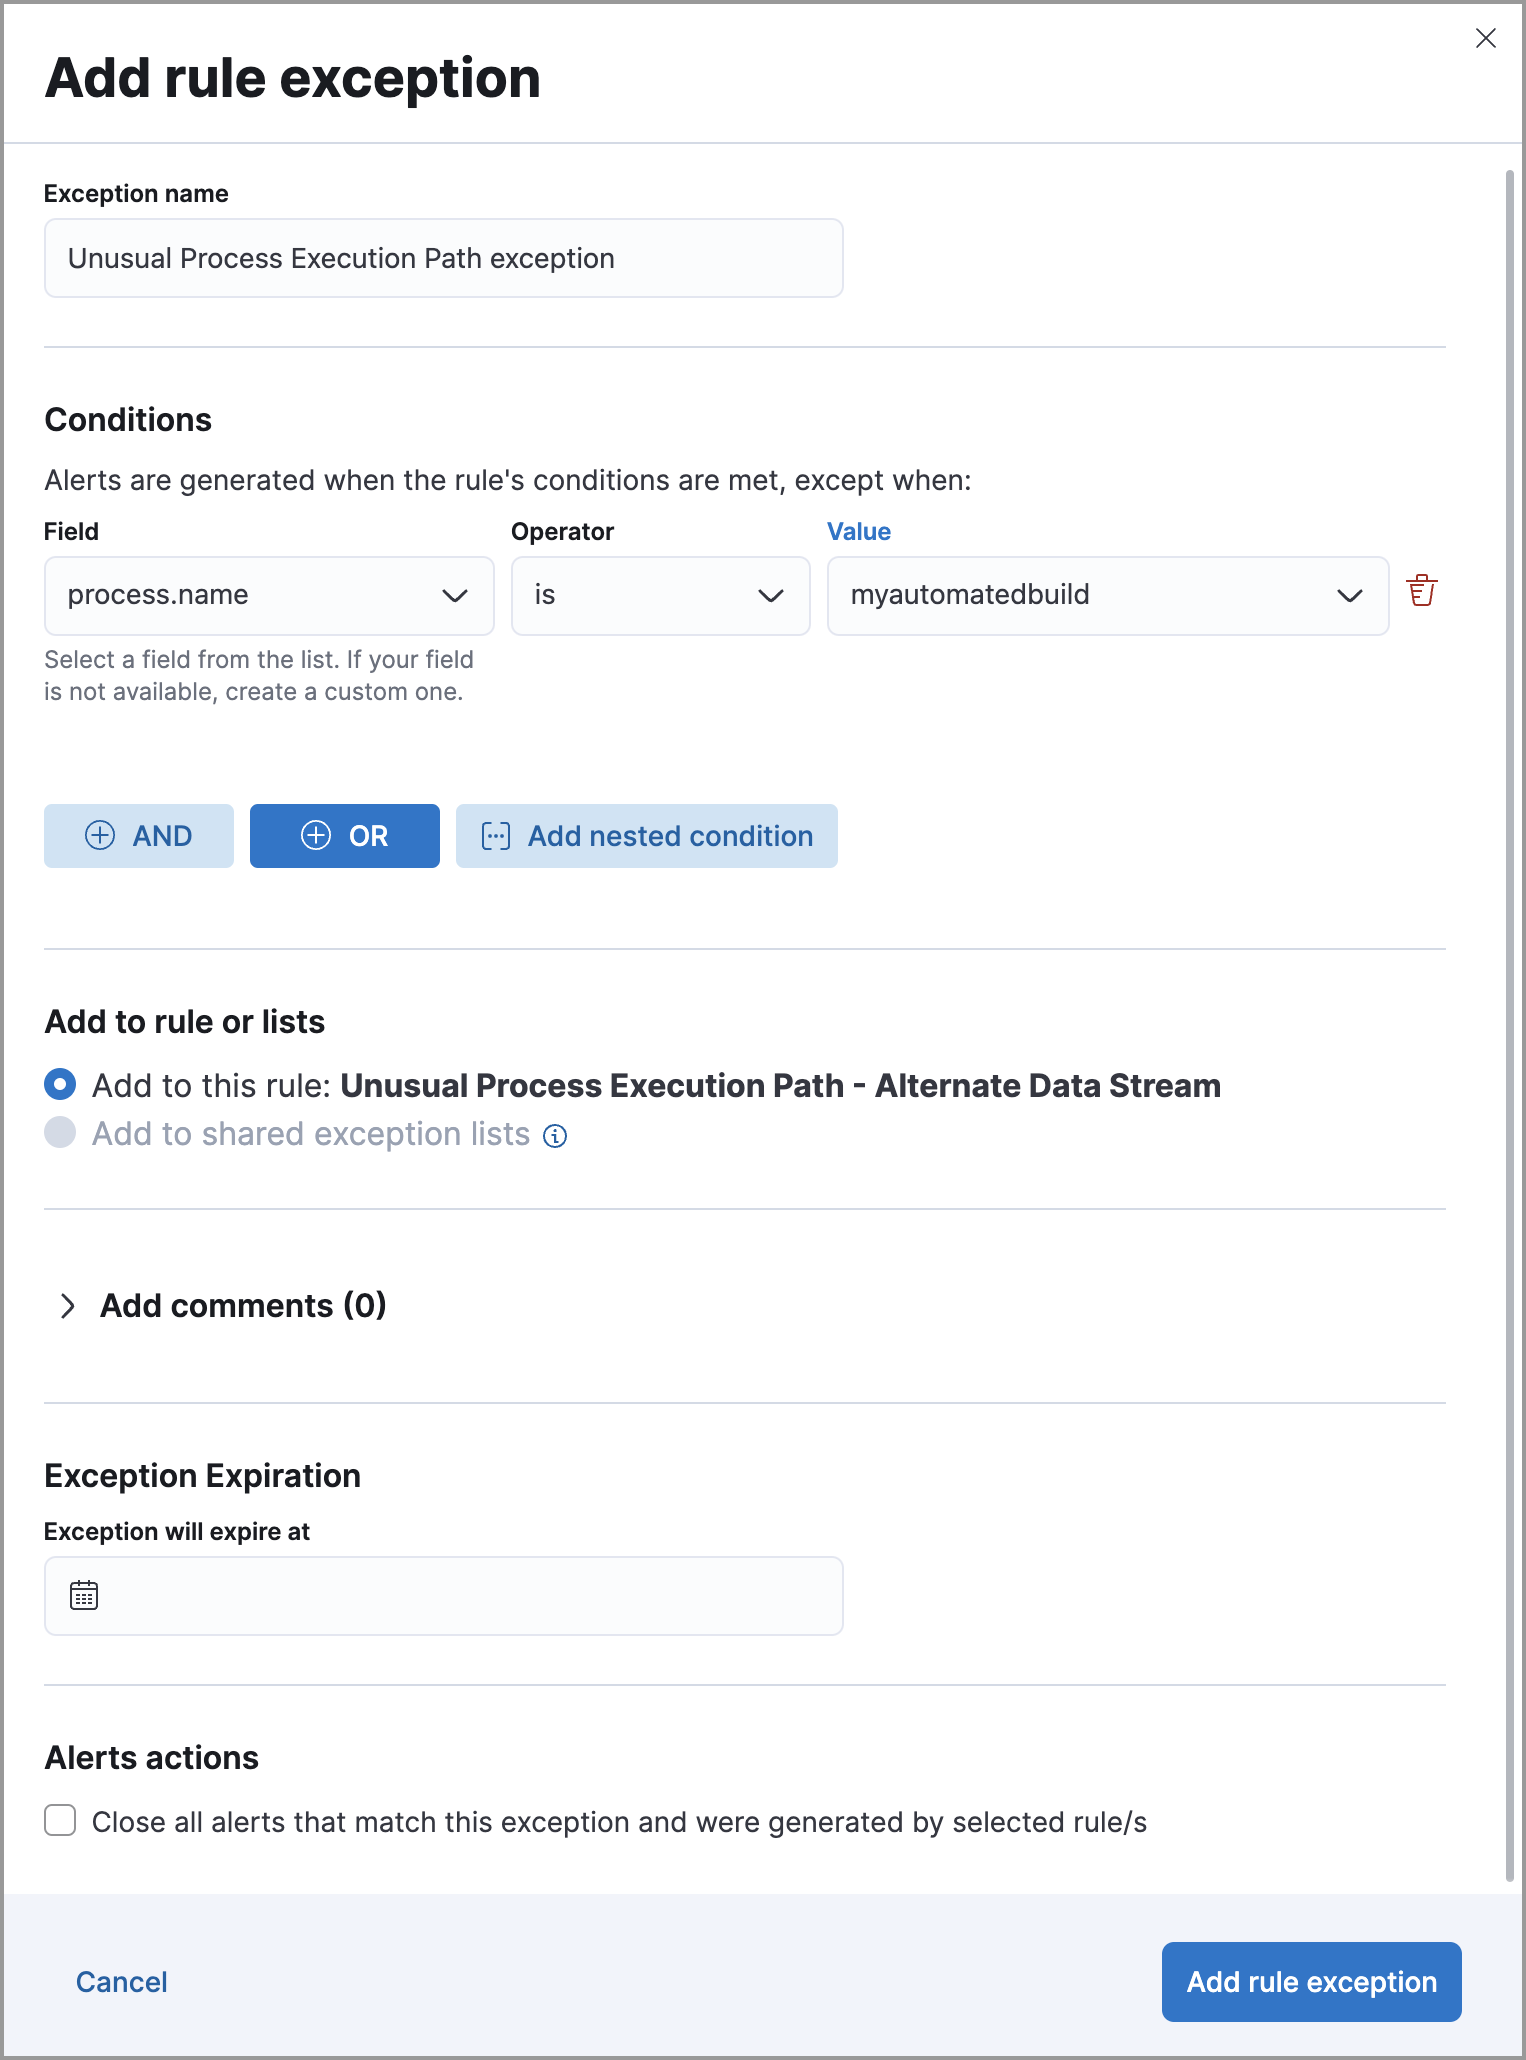 Add rule exception
Exception name
Unusual Process Execution Path exception
Conditions
Alerts are generated when the rule's conditions are met, except when:
Field Operator Value
process.name is myautomatedbuild
Select a field from the list. If your field
is not available, create a custom one.
AND OR Add nested condition
Add to rule or lists
Add to this rule: Unusual Process Execution Path - Alternate Data Stream
Add to shared exception lists
Add comments (0)
Exception Expiration
Exception will expire at
Alerts actions
Close all alerts that match this exception and were generated by selected rule/s
Cancel Add rule exception